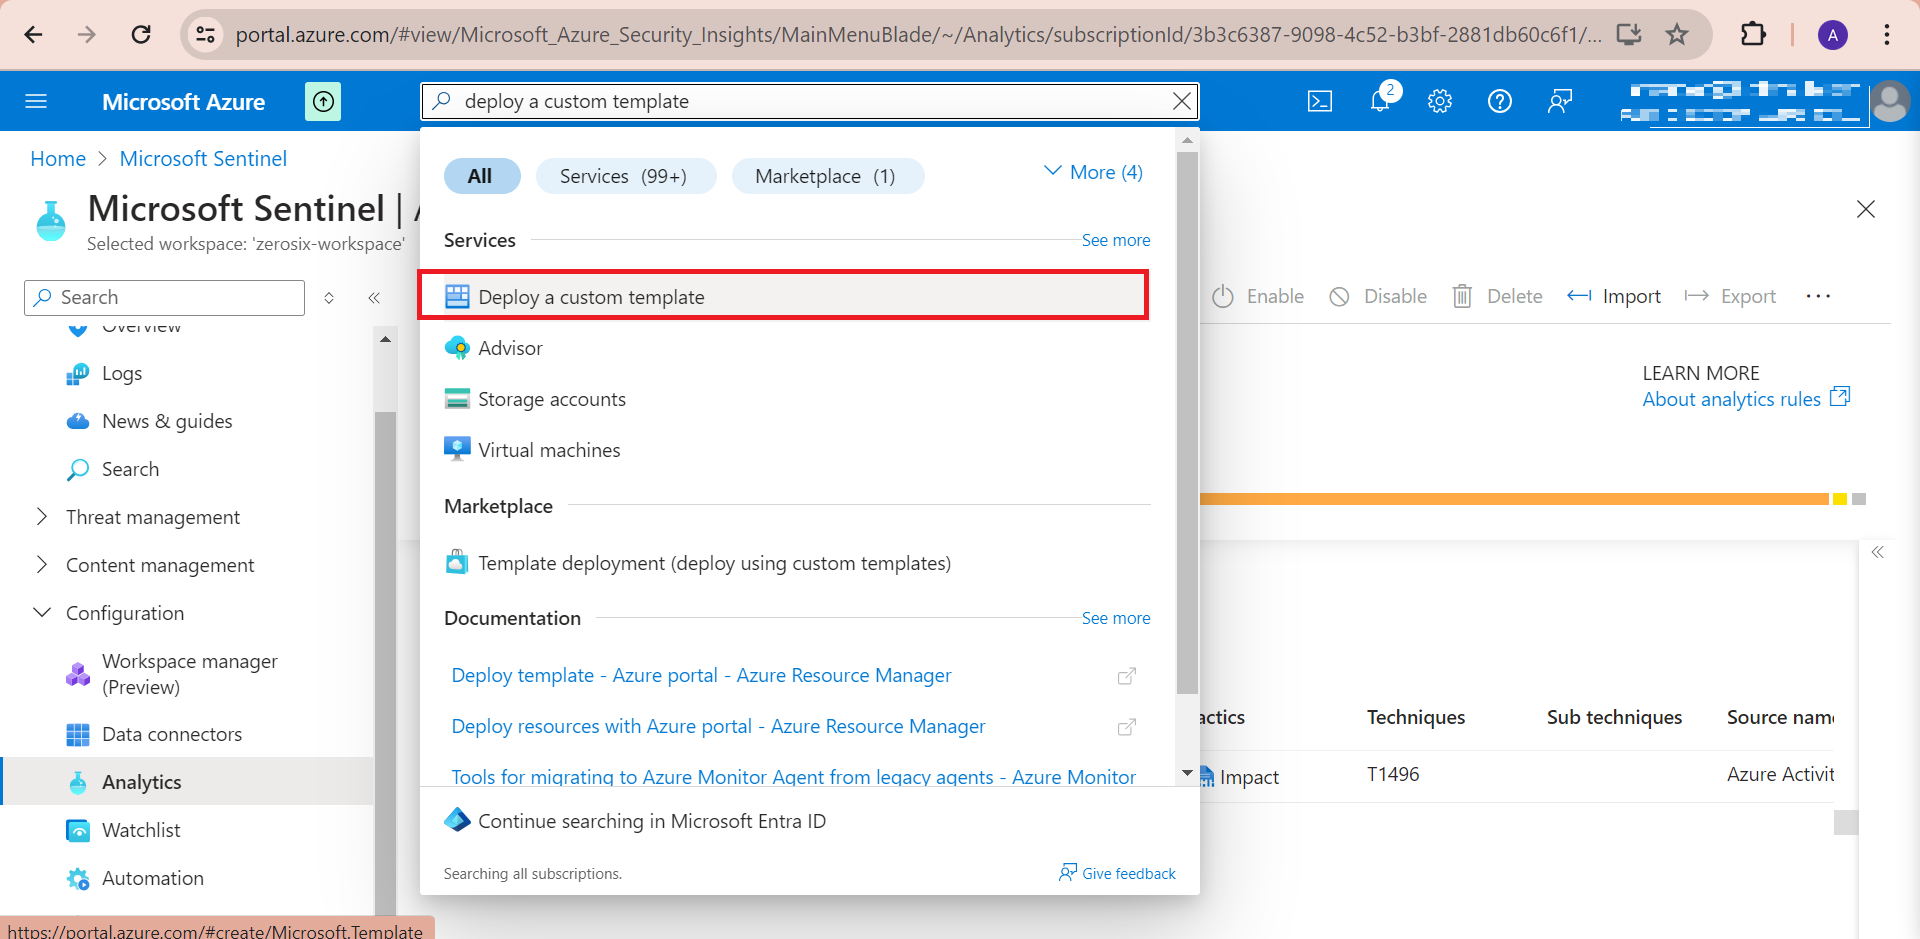 portal.azure.com/#view/Microsoft_Azure_Security_Insights/MainMenuBlade/~/Analytics/subscriptionId/3b3c6387-9098-4c52-b3bf-2881db60c6f1/...
A
Microsoft Azure
deploy a custom template
2
Home > Microsoft Sentinel
Microsoft Sentinel |
Selected workspace: 'zerosix-workspace'
Search
Overview
Logs
News & guides
Search
Threat management
Content management
Configuration
Workspace manager
(Preview)
Data connectors
Analytics
Watchlist
Automation
https://portal.azure.com/#create/Microsoft.Template
All
Services (99+)
Marketplace (1)
More (4)
Services
See more
Deploy a custom template
Advisor
Storage accounts
Virtual machines
Marketplace
Template deployment (deploy using custom templates)
Documentation
See more
Deploy template - Azure portal - Azure Resource Manager
Deploy resources with Azure portal - Azure Resource Manager
Tools for migrating to Azure Monitor Agent from legacy agents - Azure Monitor
Continue searching in Microsoft Entra ID
Searching all subscriptions.
Give feedback
Enable
Disable
Delete
Import
Export
LEARN MORE
About analytics rules
actics
Techniques
Sub techniques
Source name
Impact
T1496
Azure Activit